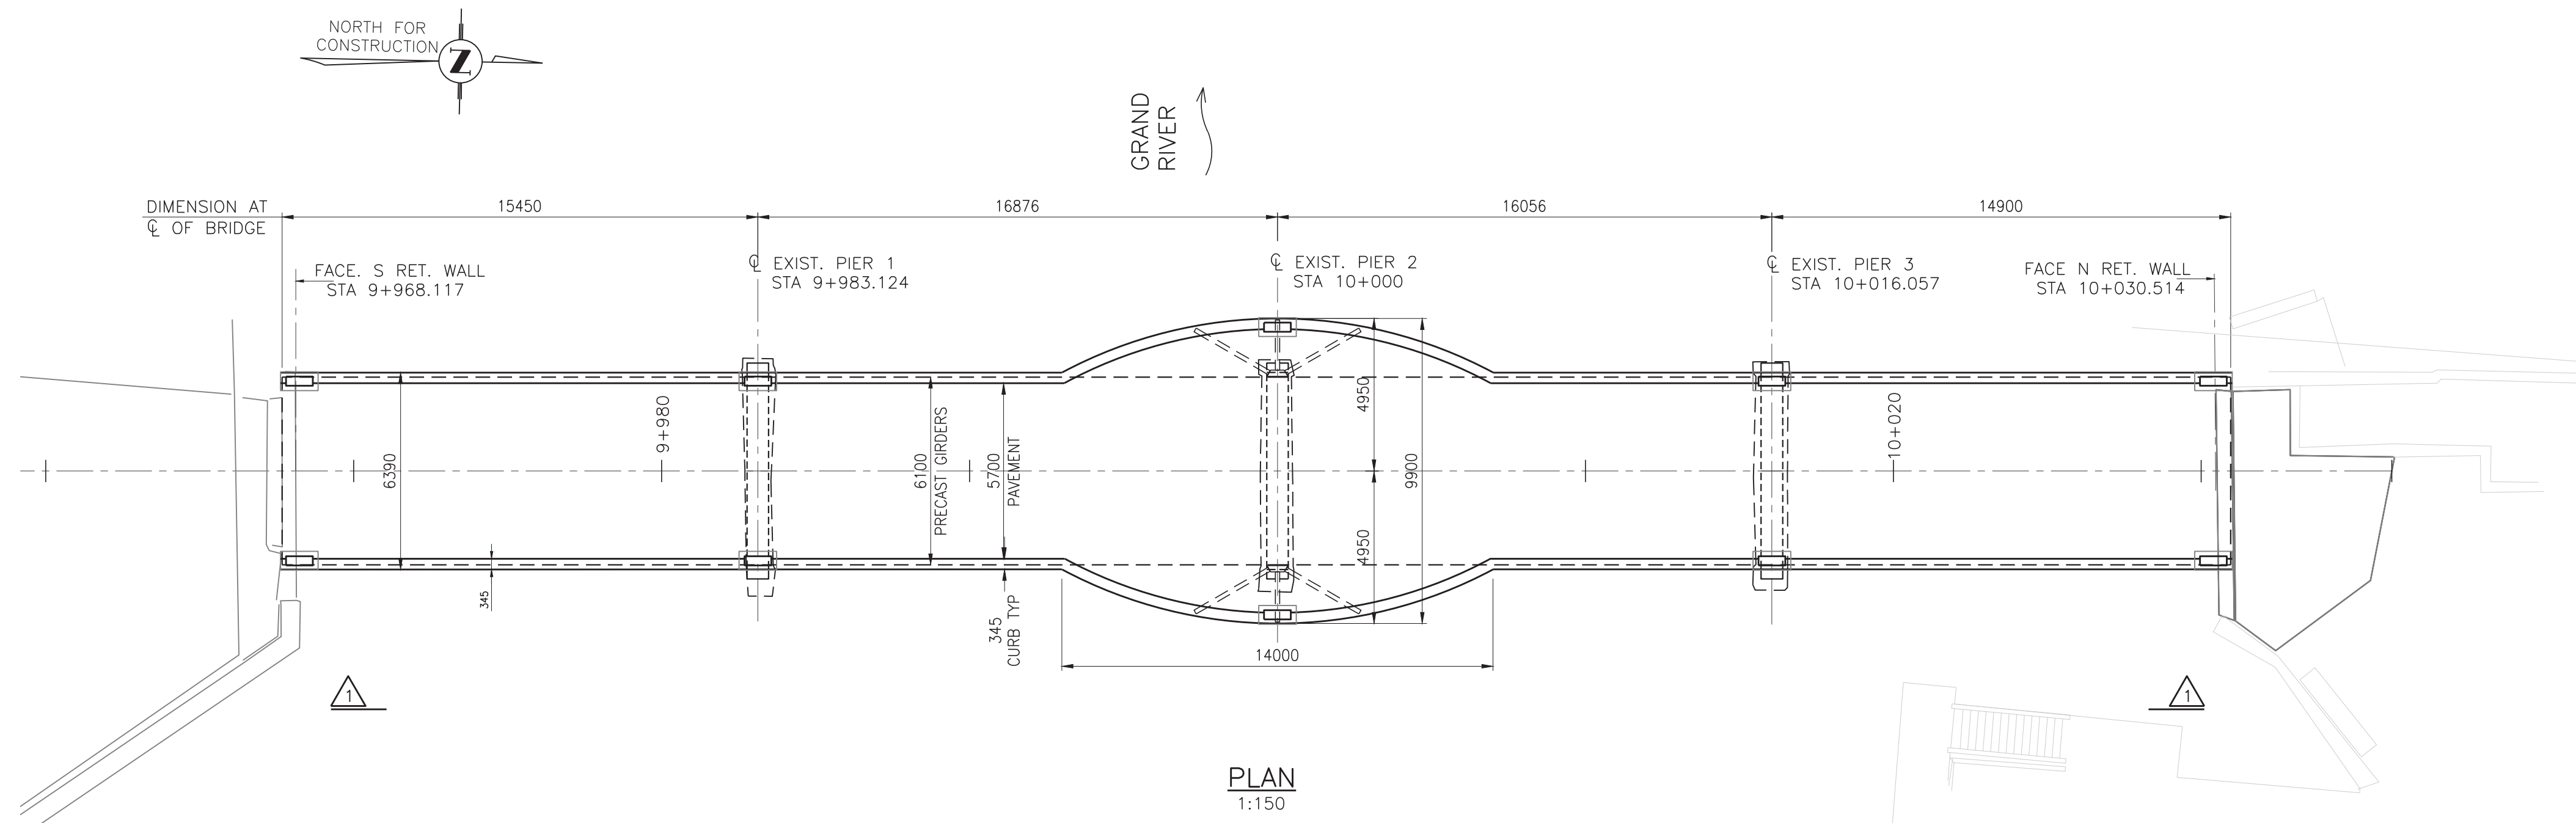 NORTH FOR
CONSTRUCTION
Z
GRAND
RIVER
DIMENSION AT
℄ OF BRIDGE
15450
16876
16056
14900
FACE. S RET. WALL
STA 9+968.117
℄ EXIST. PIER 1
STA 9+983.124
℄ EXIST. PIER 2
STA 10+000
℄ EXIST. PIER 3
STA 10+016.057
FACE N RET. WALL
STA 10+030.514
6390
345
9+980
6100
PRECAST GIRDERS
5700
PAVEMENT
345
CURB TYP
4950
4950
9900
10+020
14000
1
1
PLAN
1:150